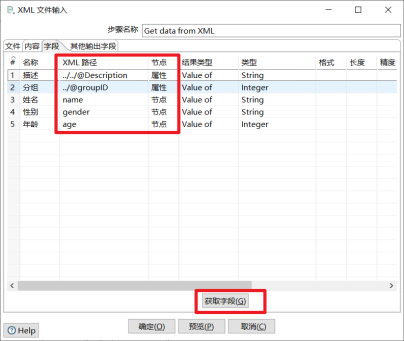 XML 文件输入
步骤名称 Get data from XML
文件 内容 字段 其他输出字段
# 名称 XML 路径 节点 结果类型 类型 格式 长度 精度
1 描述 ../../@Description 属性 Value of String
2 分组 ../@groupID 属性 Value of Integer
3 姓名 name 节点 Value of String
4 性别 gender 节点 Value of String
5 年龄 age 节点 Value of Integer
获取字段(G)
Help 确定(O) 预览(P) 取消(C)